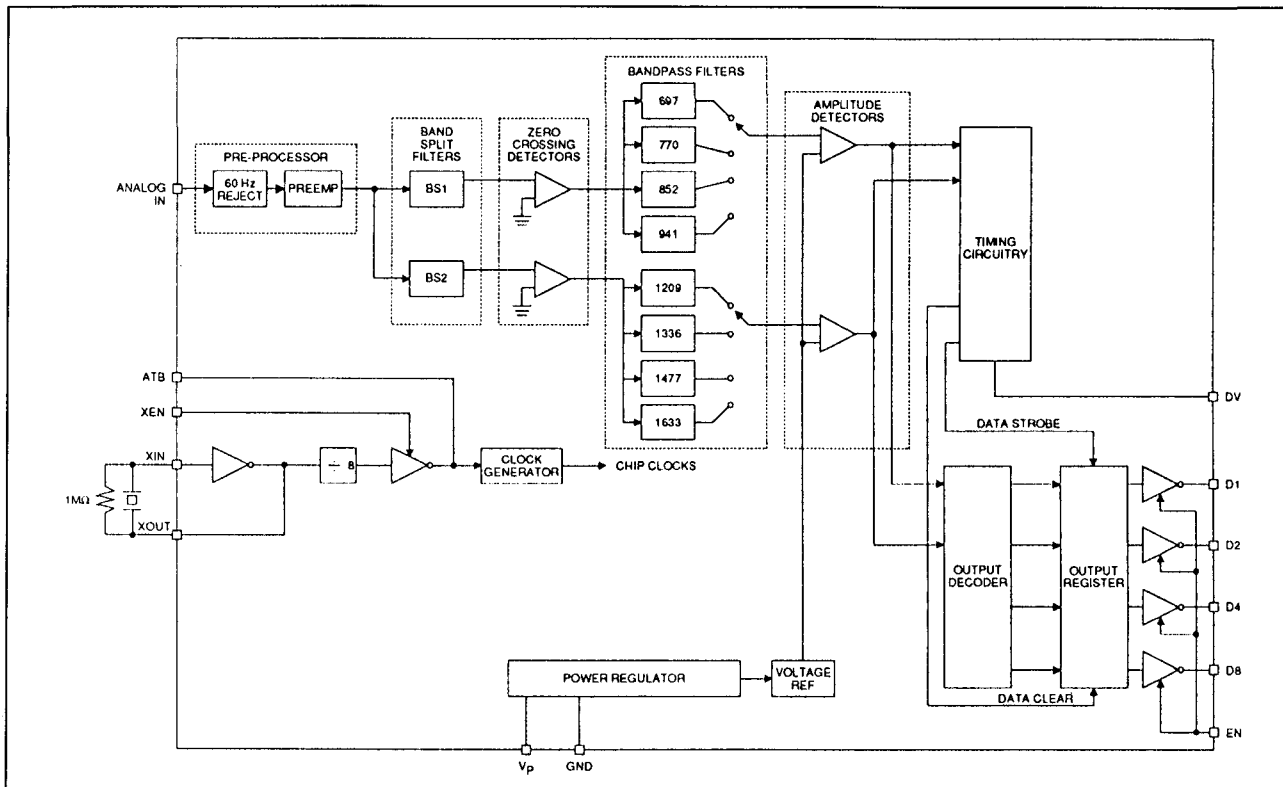 BANDPASS FILTERS
697
770
852
941
1209
1336
1477
1633
AMPLITUDE
DETECTORS
BAND
SPLIT
FILTERS
BS1
BS2
ZERO
CROSSING
DETECTORS
PRE-PROCESSOR
60 Hz
REJECT
PREEMP
ANALOG
IN
TIMING
CIRCUITRY
ATB
XEN
XIN
1MΩ
XOUT
÷ 8
CLOCK
GENERATOR
CHIP CLOCKS
DV
DATA STROBE
D1
D2
D4
D8
OUTPUT
DECODER
OUTPUT
REGISTER
DATA CLEAR
EN
POWER REGULATOR
VOLTAGE
REF
VP
GND